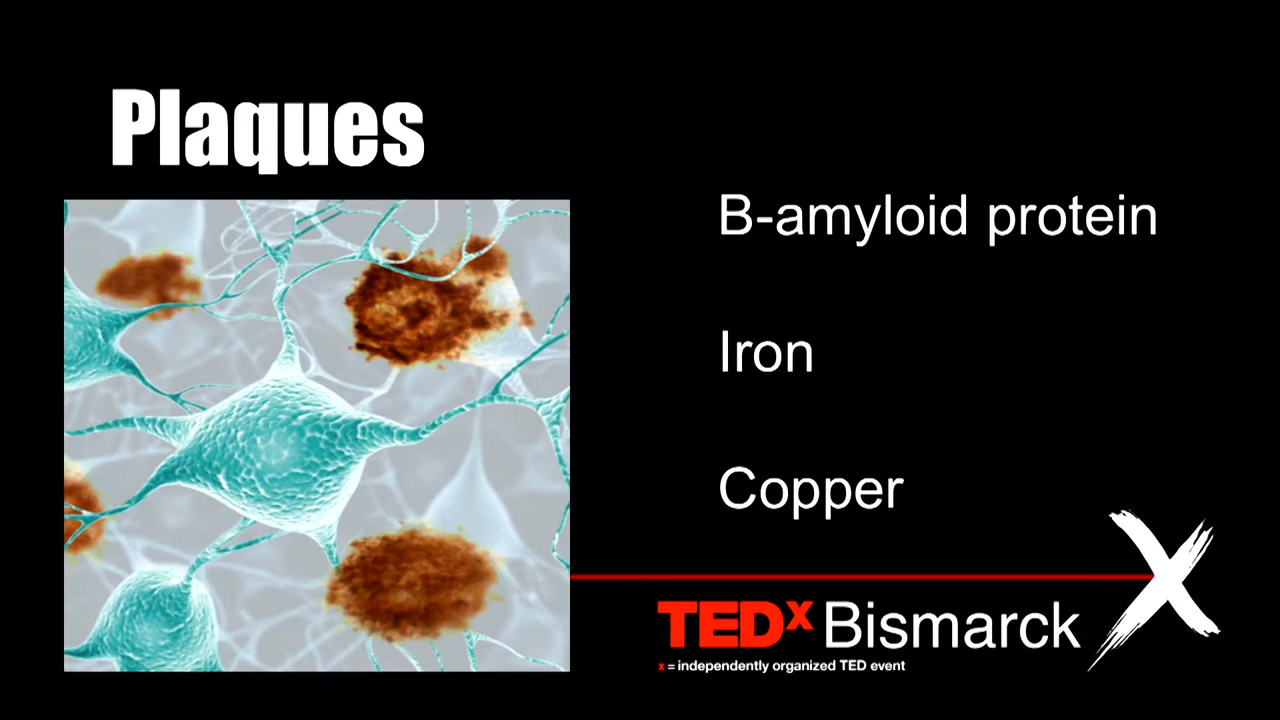 Plaques
B-amyloid protein
Iron
Copper
TEDx Bismarck
x = independently organized TED event
X